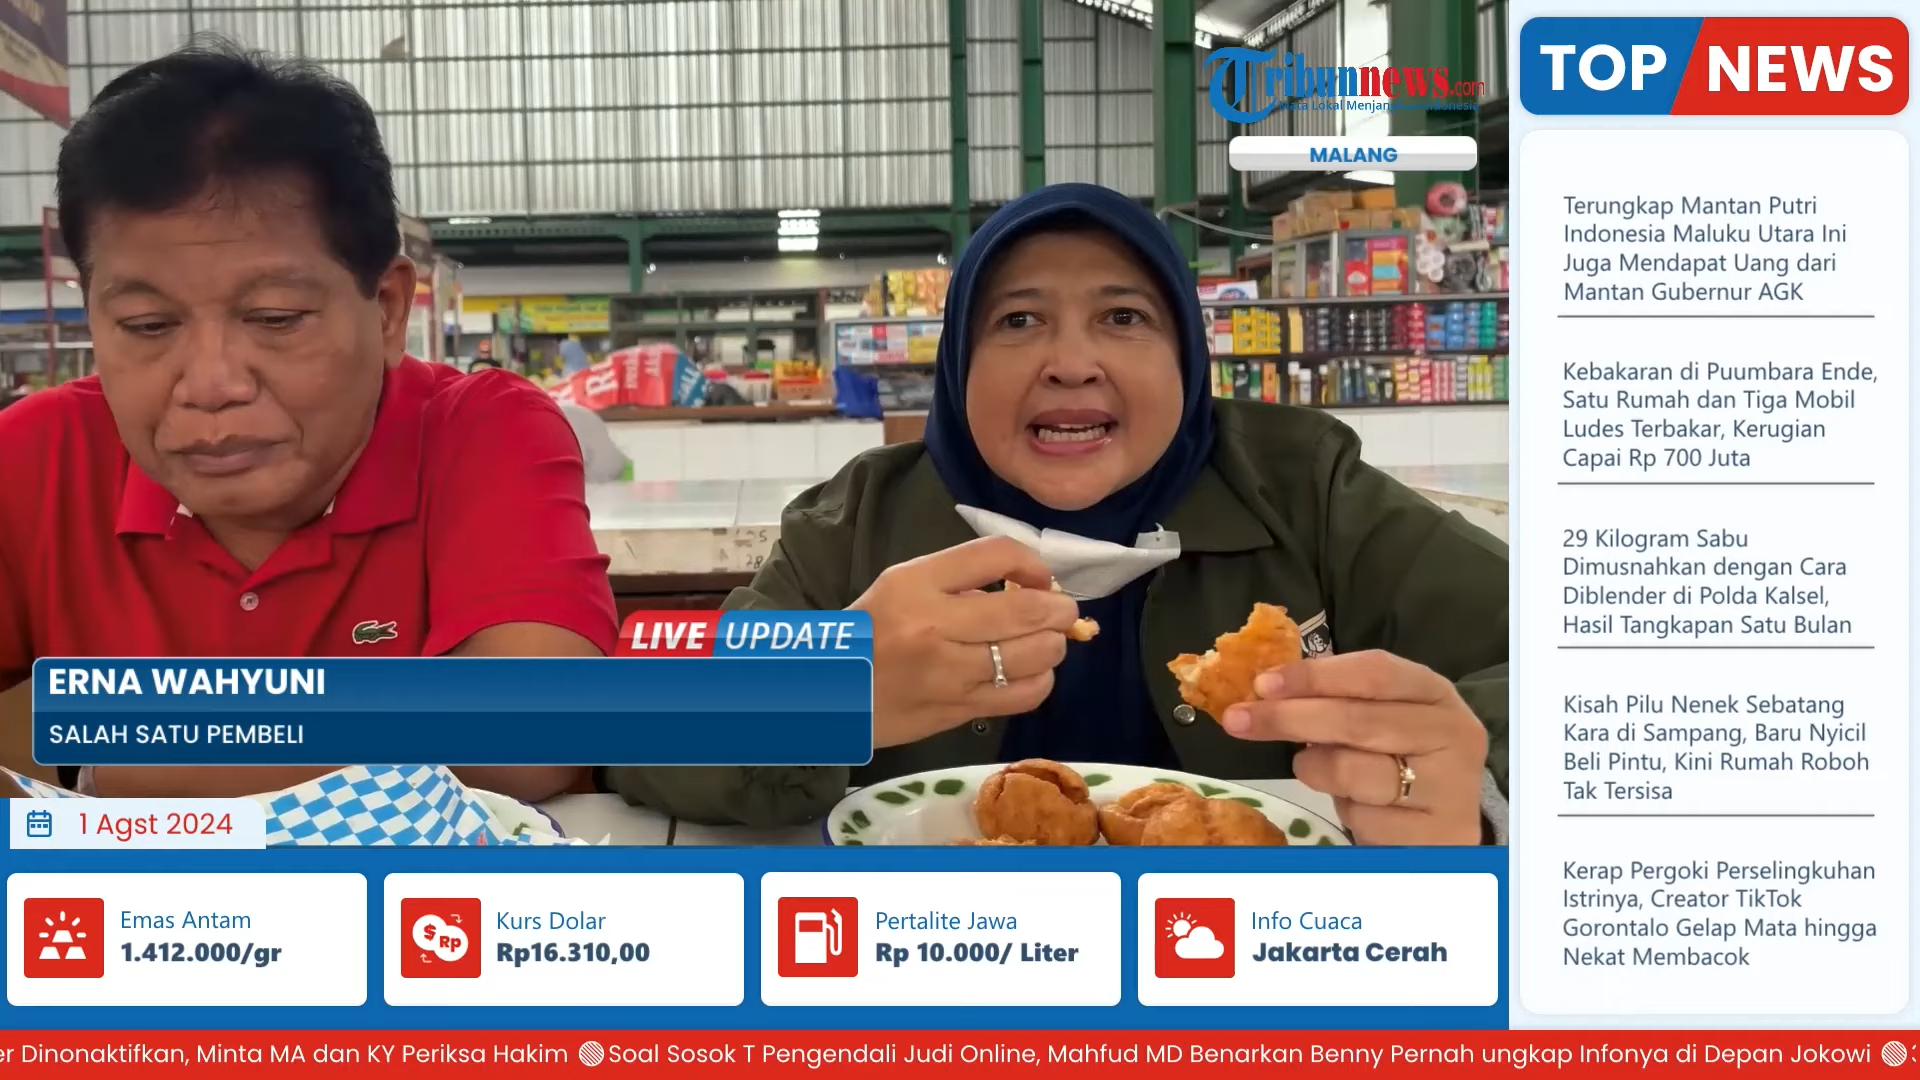 Tribunnews.com
Mata Lokal Menjangkau Indonesia
MALANG
LIVE UPDATE
ERNA WAHYUNI
SALAH SATU PEMBELI
1 Agst 2024
Emas Antam
1.412.000/gr
Kurs Dolar
Rp16.310,00
Pertalite Jawa
Rp 10.000/ Liter
Info Cuaca
Jakarta Cerah
TOP NEWS
Terungkap Mantan Putri
Indonesia Maluku Utara Ini
Juga Mendapat Uang dari
Mantan Gubernur AGK
Kebakaran di Puumbara Ende,
Satu Rumah dan Tiga Mobil
Ludes Terbakar, Kerugian
Capai Rp 700 Juta
29 Kilogram Sabu
Dimusnahkan dengan Cara
Diblender di Polda Kalsel,
Hasil Tangkapan Satu Bulan
Kisah Pilu Nenek Sebatang
Kara di Sampang, Baru Nyicil
Beli Pintu, Kini Rumah Roboh
Tak Tersisa
Kerap Pergoki Perselingkuhan
Istrinya, Creator TikTok
Gorontalo Gelap Mata hingga
Nekat Membacok
er Dinonaktifkan, Minta MA dan KY Periksa Hakim Soal Sosok T Pengendali Judi Online, Mahfud MD Benarkan Benny Pernah ungkap Infonya di Depan Jokowi